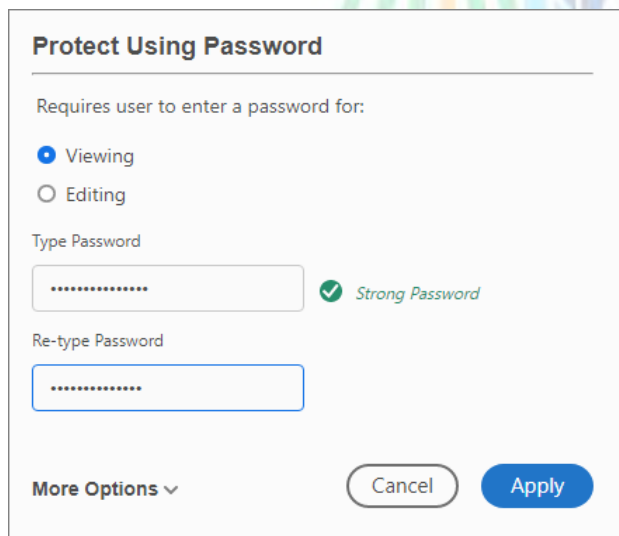 Protect Using Password
Requires user to enter a password for:
Viewing
Editing
Type Password
•••••••••••••••
Strong Password
Re-type Password
••••••••••••••
More Options
Cancel
Apply